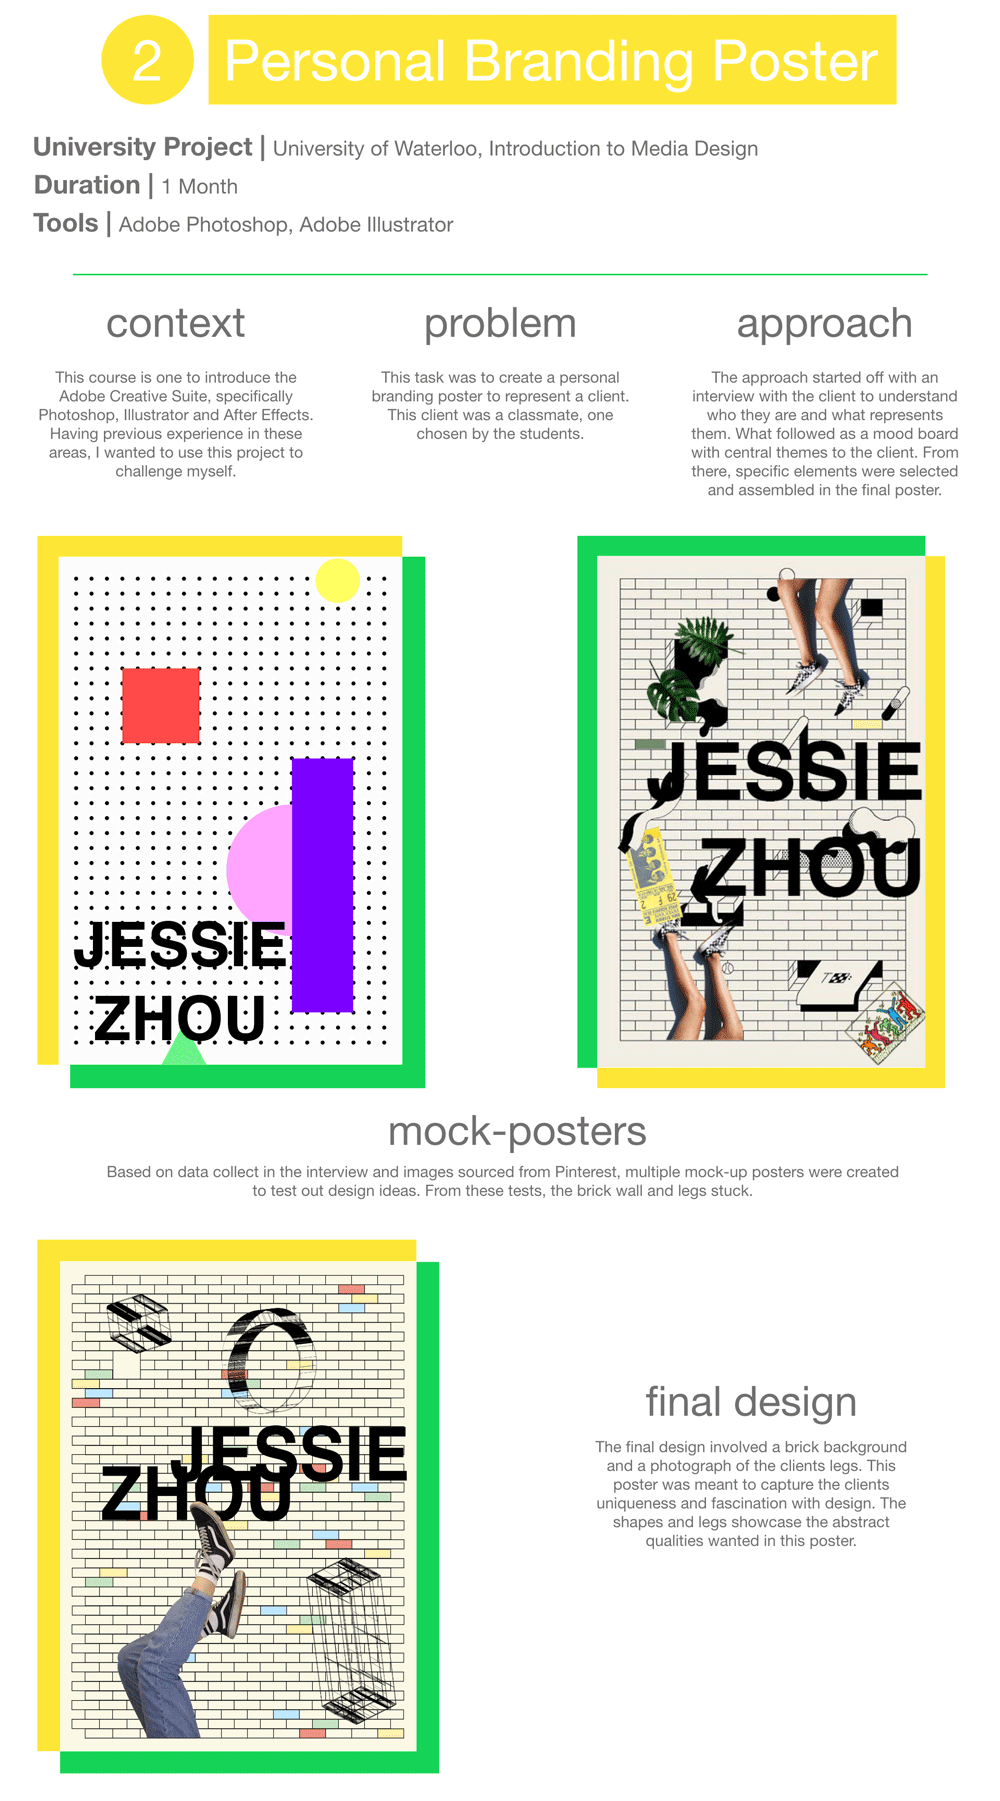 2 Personal Branding Poster
University Project | University of Waterloo, Introduction to Media Design
Duration | 1 Month
Tools | Adobe Photoshop, Adobe Illustrator
context
This course is one to introduce the
Adobe Creative Suite, specifically
Photoshop, Illustrator and After Effects.
Having previous experience in these
areas, I wanted to use this project to
challenge myself.
problem
This task was to create a personal
branding poster to represent a client.
This client was a classmate, one
chosen by the students.
approach
The approach started off with an
interview with the client to understand
who they are and what represents
them. What followed as a mood board
with central themes to the client. From
there, specific elements were selected
and assembled in the final poster.
JESSIE
ZHOU
JESSIE
ZHOU
mock-posters
Based on data collect in the interview and images sourced from Pinterest, multiple mock-up posters were created
to test out design ideas. From these tests, the brick wall and legs stuck.
JESSIE
ZHOU
final design
The final design involved a brick background
and a photograph of the clients legs. This
poster was meant to capture the clients
uniqueness and fascination with design. The
shapes and legs showcase the abstract
qualities wanted in this poster.